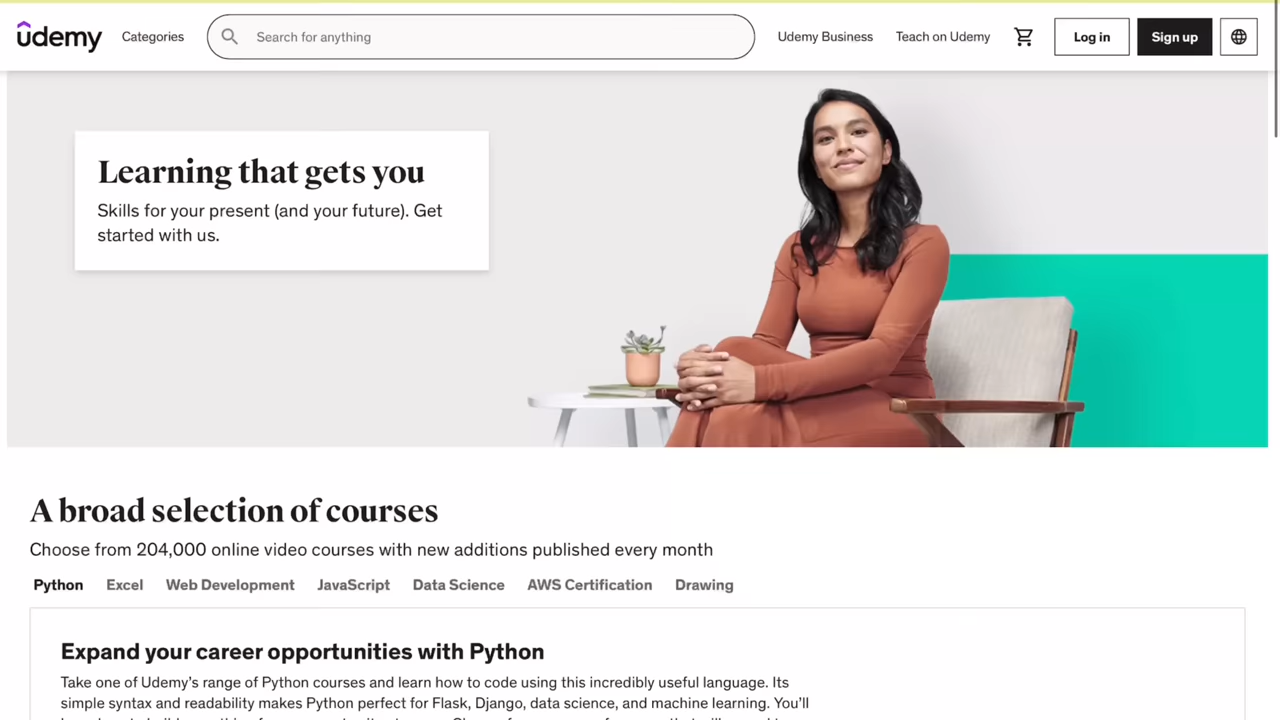 udemy
Categories
Search for anything
Udemy Business
Teach on Udemy
Log in
Sign up
Learning that gets you
Skills for your present (and your future). Get
started with us.
A broad selection of courses
Choose from 204,000 online video courses with new additions published every month
Python
Excel
Web Development
JavaScript
Data Science
AWS Certification
Drawing
Expand your career opportunities with Python
Take one of Udemy’s range of Python courses and learn how to code using this incredibly useful language. Its
simple syntax and readability makes Python perfect for Flask, Django, data science, and machine learning. You’ll